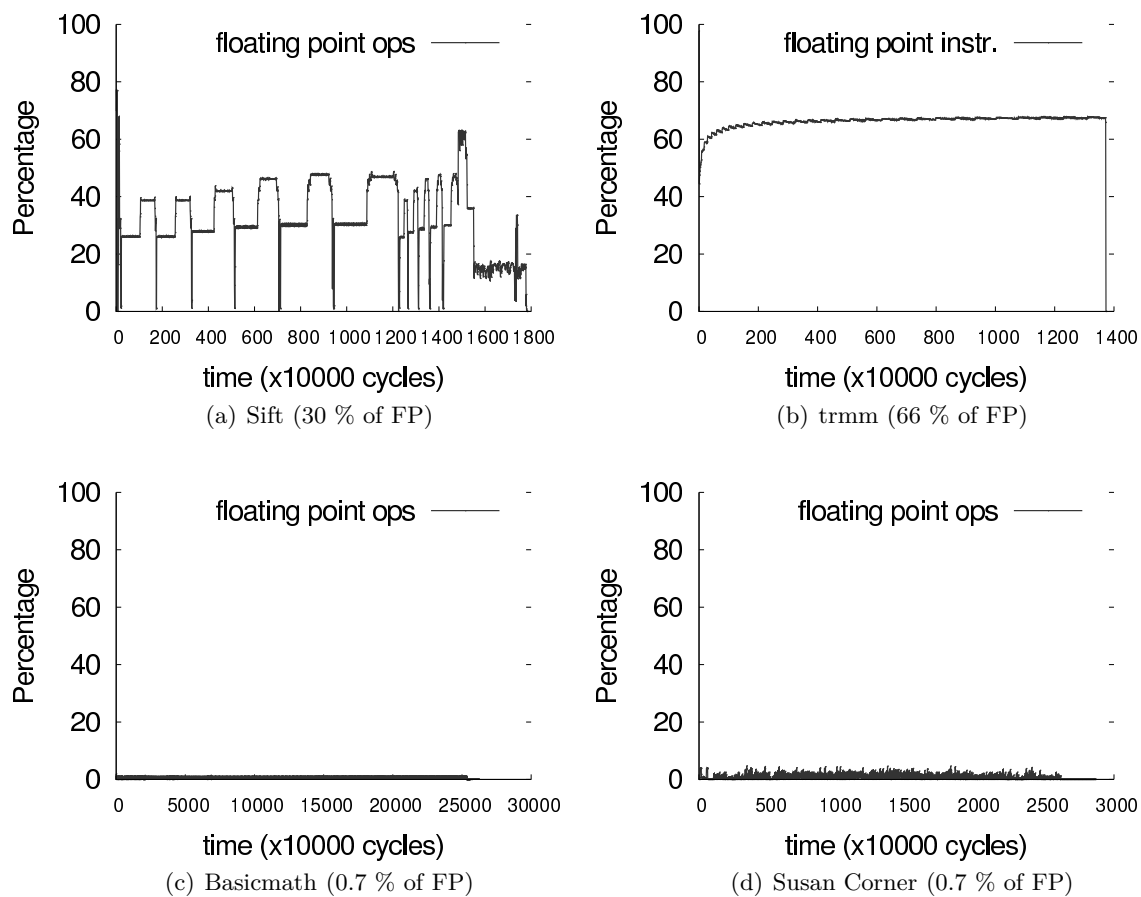 floating point ops
Percentage
100
80
60
40
20
0
0 200 400 600 800 1000 1200 1400 1600 1800
time (x10000 cycles)
(a) Sift (30 % of FP)
floating point instr.
Percentage
100
80
60
40
20
0
0 200 400 600 800 1000 1200 1400
time (x10000 cycles)
(b) trmm (66 % of FP)
floating point ops
Percentage
100
80
60
40
20
0
0 5000 10000 15000 20000 25000 30000
time (x10000 cycles)
(c) Basicmath (0.7 % of FP)
floating point ops
Percentage
100
80
60
40
20
0
0 500 1000 1500 2000 2500 3000
time (x10000 cycles)
(d) Susan Corner (0.7 % of FP)